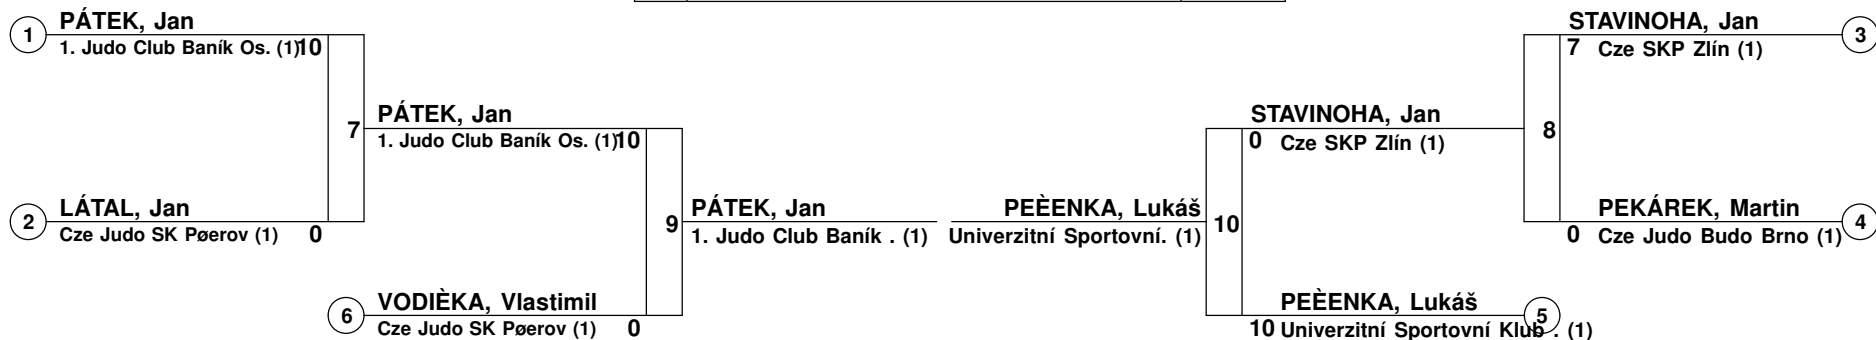 1
PÁTEK, Jan
1. Judo Club Baník Os. (1)
10
2
LÁTAL, Jan
Cze Judo SK Pøerov (1)
0
7
PÁTEK, Jan
1. Judo Club Baník Os. (1)
10
6
VODIÈKA, Vlastimil
Cze Judo SK Pøerov (1)
0
9
PÁTEK, Jan
1. Judo Club Baník . (1)
PEÈENKA, Lukáš
Univerzitní Sportovní. (1)
10
STAVINOHA, Jan
0 Cze SKP Zlín (1)
PEÈENKA, Lukáš
10 Univerzitní Sportovní Klub . (1)
5
8
STAVINOHA, Jan
7 Cze SKP Zlín (1)
3
PEKÁREK, Martin
0 Cze Judo Budo Brno (1)
4